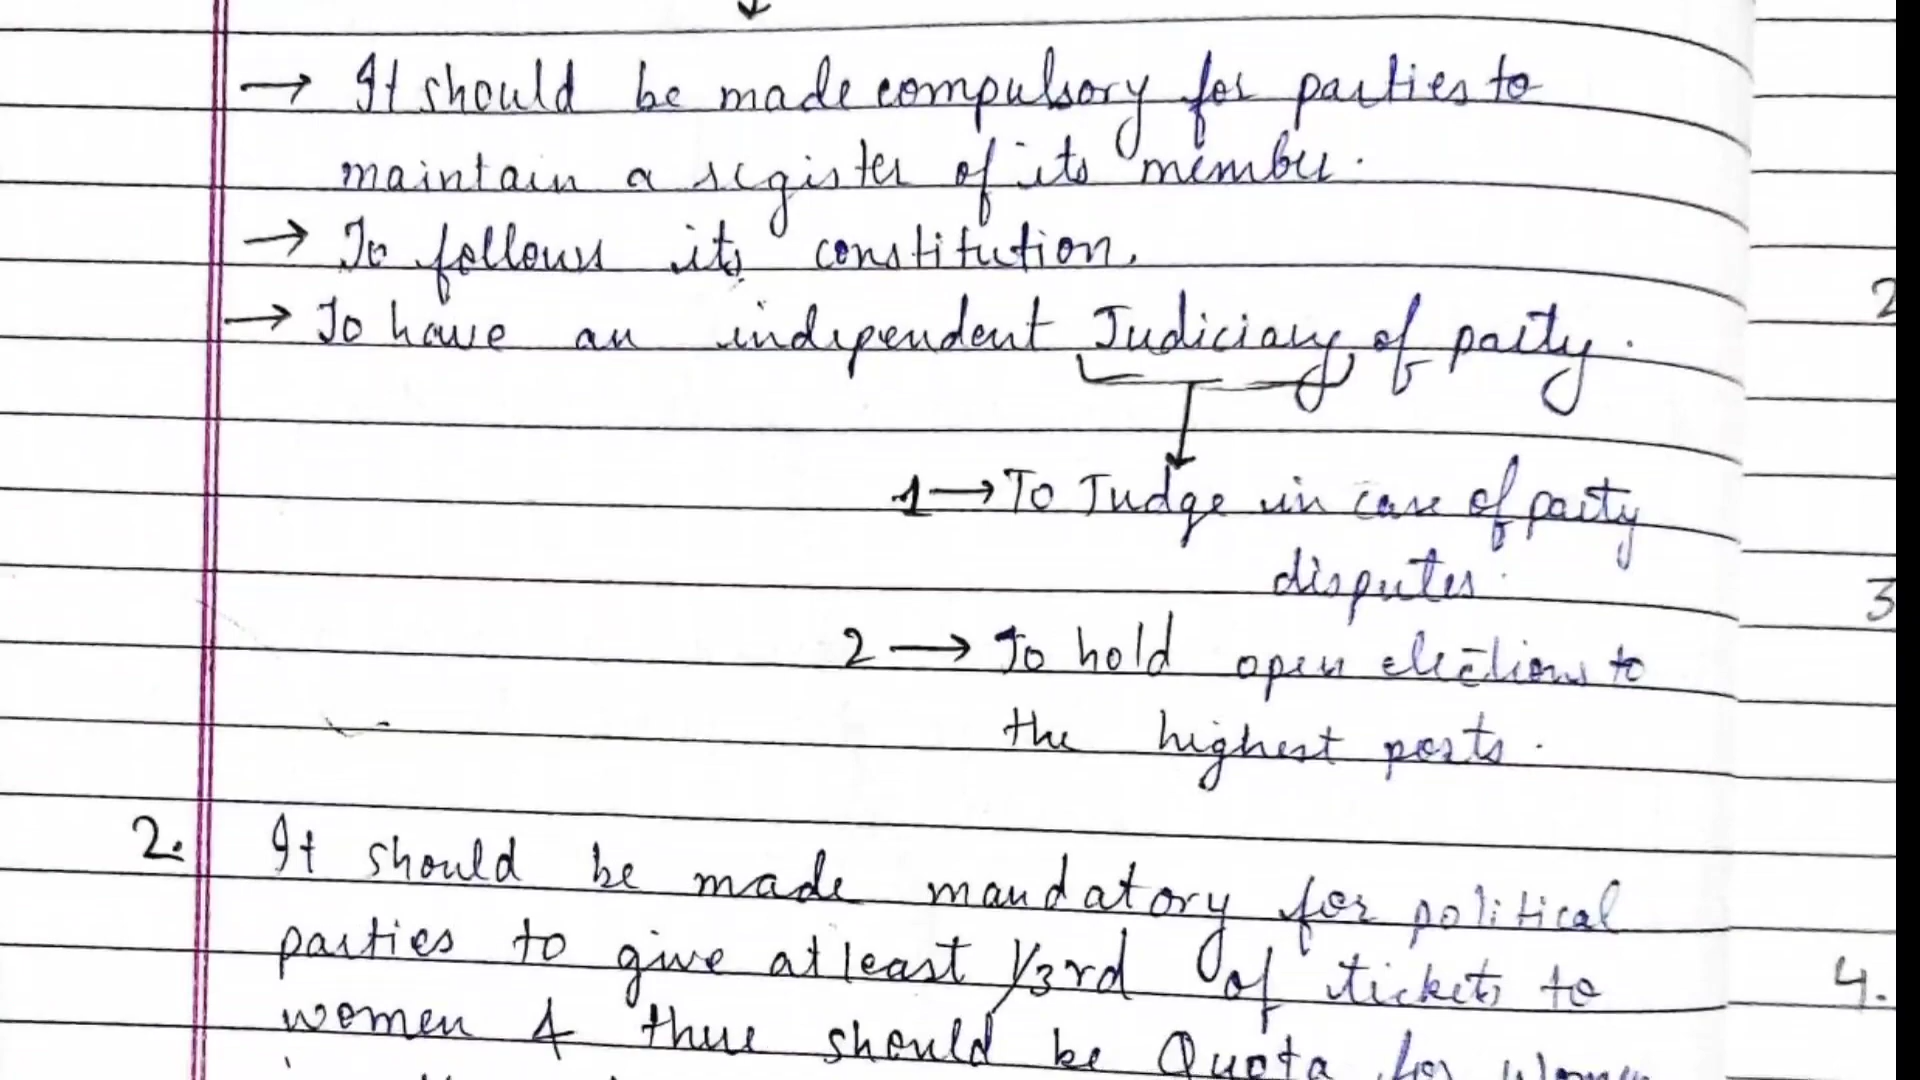 → It should be made compulsory for parties to
maintain a register of its member.
→ To follows its constitution.
→ To have an independent Judiciary of party.
1 → To Judge in case of party
disputes.
2 → To hold open elections to
the highest posts.
2. It should be made mandatory for political
parties to give atleast 1/3rd of tickets to
women & there should be Quota for women
2
3
4.